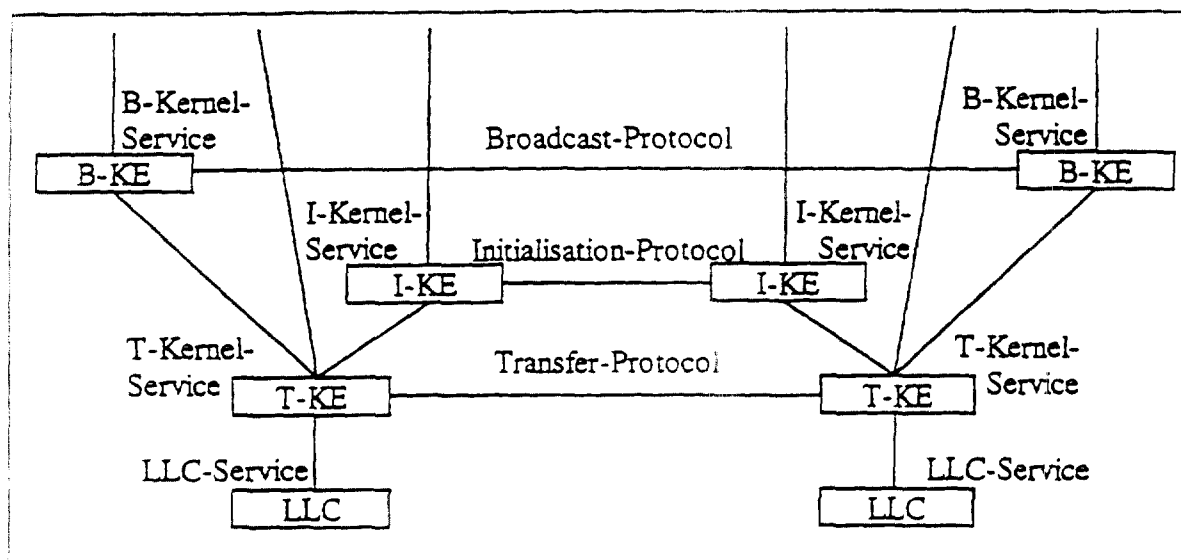 B-Kernel-
Service
B-Kernel-
Service
Broadcast-Protocol
B-KE
B-KE
I-Kernel-
Service
I-Kernel-
Service
Initialisation-Protocol
I-KE
I-KE
T-Kernel-
Service
T-Kernel-
Service
Transfer-Protocol
T-KE
T-KE
LLC-Service
LLC-Service
LLC
LLC